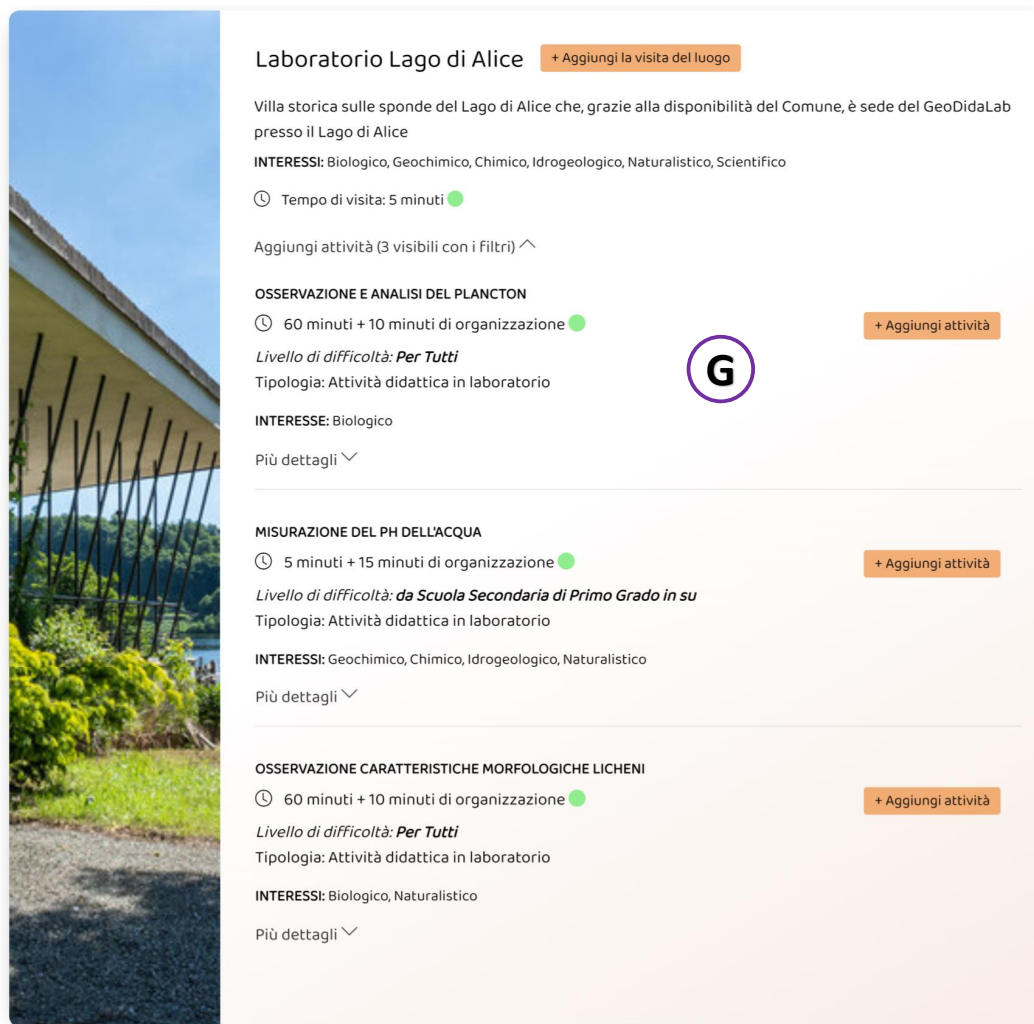 Laboratorio Lago di Alice + Aggiungi la visita del luogo
Villa storica sulle sponde del Lago di Alice che, grazie alla disponibilità del Comune, è sede del GeoDidaLab
presso il Lago di Alice
INTERESSI: Biologico, Geochimico, Chimico, Idrogeologico, Naturalistico, Scientifico
Tempo di visita: 5 minuti
Aggiungi attività (3 visibili con i filtri)
OSSERVAZIONE E ANALISI DEL PLANCTON
60 minuti + 10 minuti di organizzazione
+ Aggiungi attività
Livello di difficoltà: Per Tutti
G
Tipologia: Attività didattica in laboratorio
INTERESSE: Biologico
Più dettagli
MISURAZIONE DEL PH DELL'ACQUA
5 minuti + 15 minuti di organizzazione
+ Aggiungi attività
Livello di difficoltà: da Scuola Secondaria di Primo Grado in su
Tipologia: Attività didattica in laboratorio
INTERESSI: Geochimico, Chimico, Idrogeologico, Naturalistico
Più dettagli
OSSERVAZIONE CARATTERISTICHE MORFOLOGICHE LICHENI
60 minuti + 10 minuti di organizzazione
+ Aggiungi attività
Livello di difficoltà: Per Tutti
Tipologia: Attività didattica in laboratorio
INTERESSI: Biologico, Naturalistico
Più dettagli